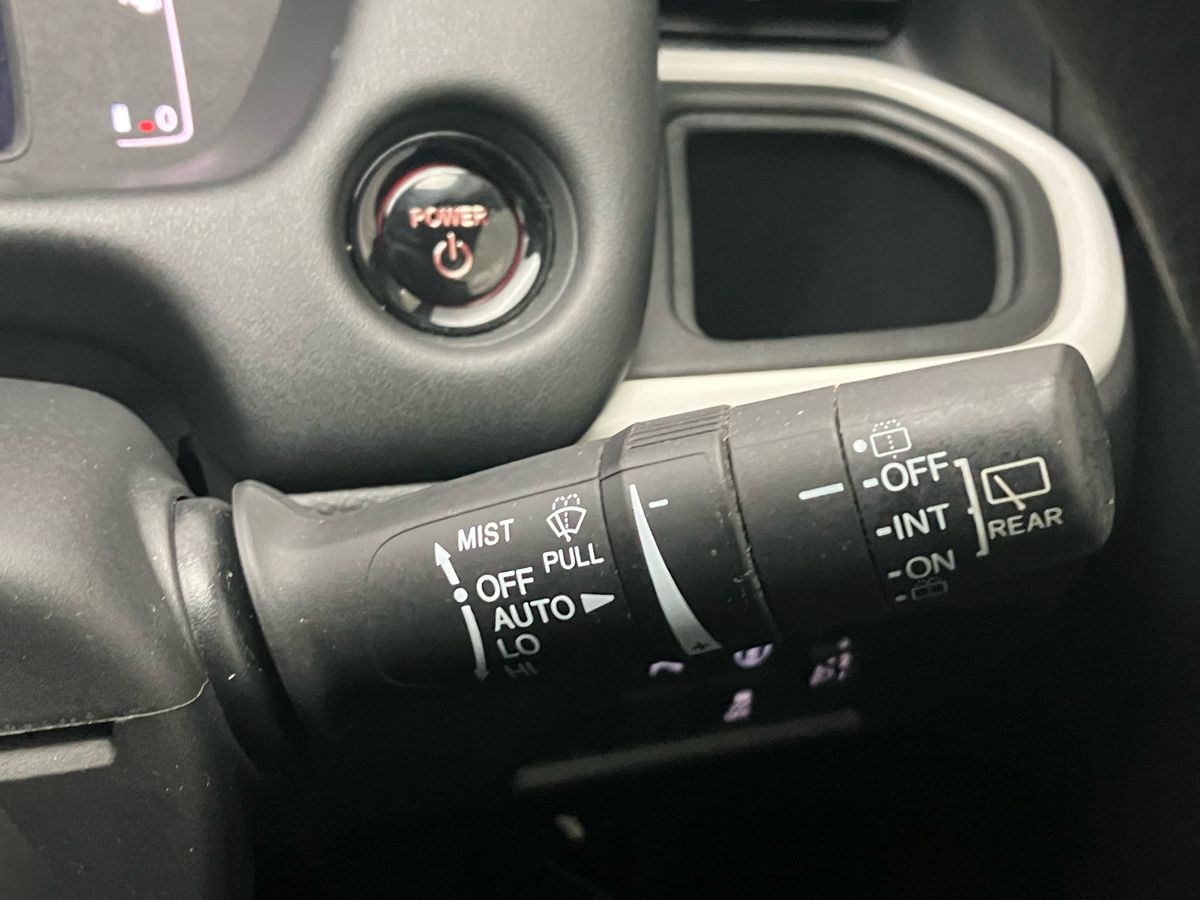 POWER
MIST
PULL
OFF
AUTO
LO
HI
OFF
INT
ON
REAR